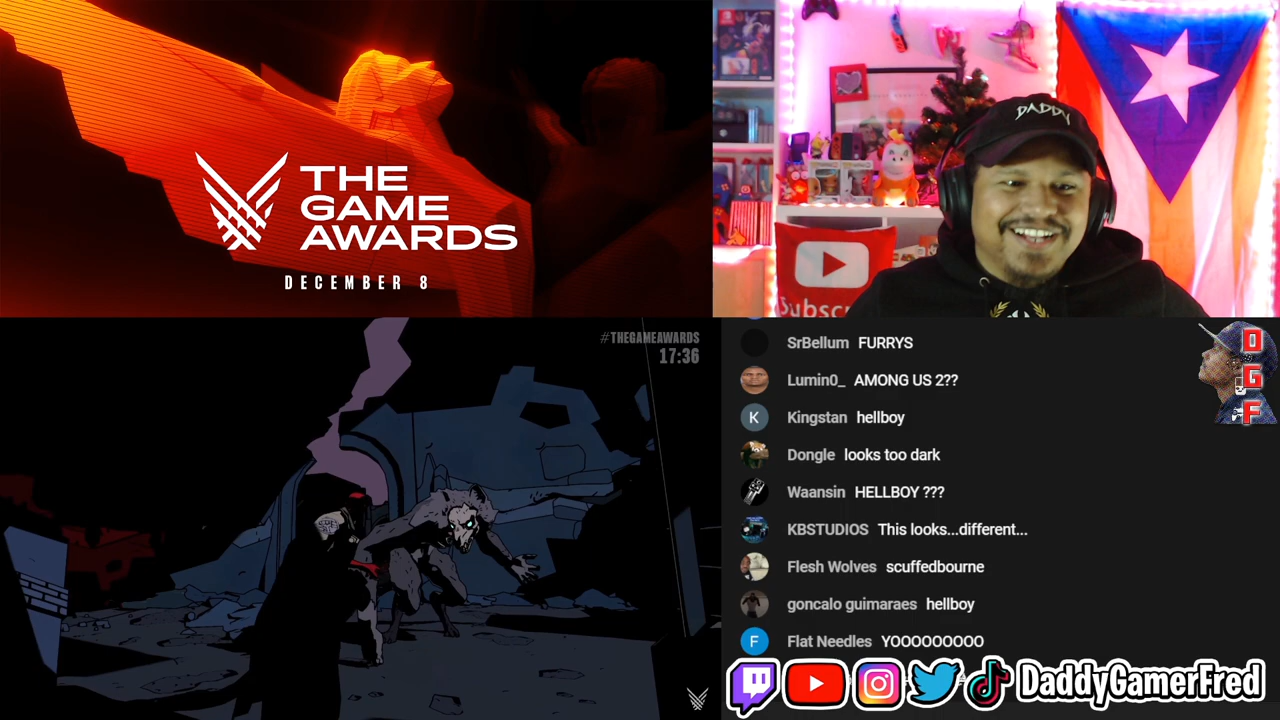 THE
GAME
AWARDS
DECEMBER 8
DADDY
Subscr
#THEGAMEAWARDS
17:36
SrBellum FURRYS
Lumin0_ AMONG US 2??
K Kingstan hellboy
Dongle looks too dark
Waansin HELLBOY ???
KBSTUDIOS This looks...different...
Flesh Wolves scuffedbourne
goncalo guimaraes hellboy
F Flat Needles YOOOOOOOOO
D
G
F
DaddyGamerFred